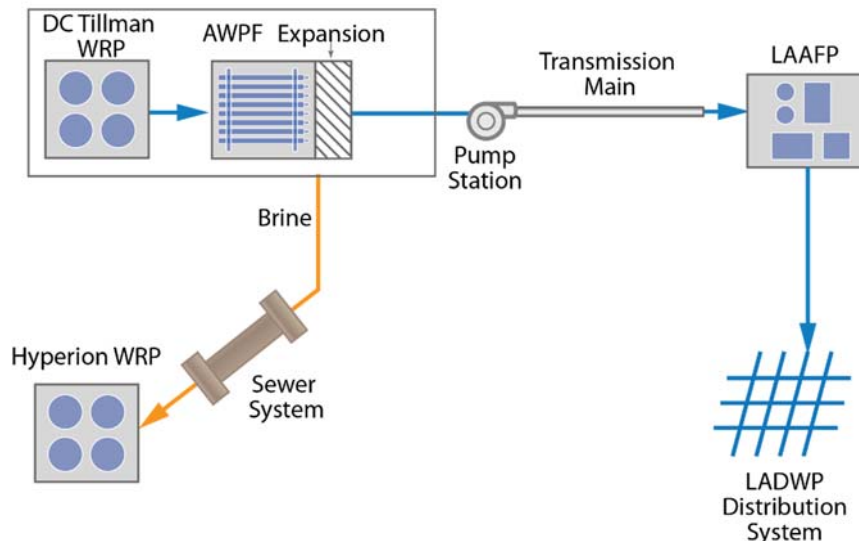 DC Tillman
WRP
AWPF
Expansion
Transmission
Main
LAAFP
Pump
Station
Brine
Hyperion WRP
Sewer
System
LADWP
Distribution
System